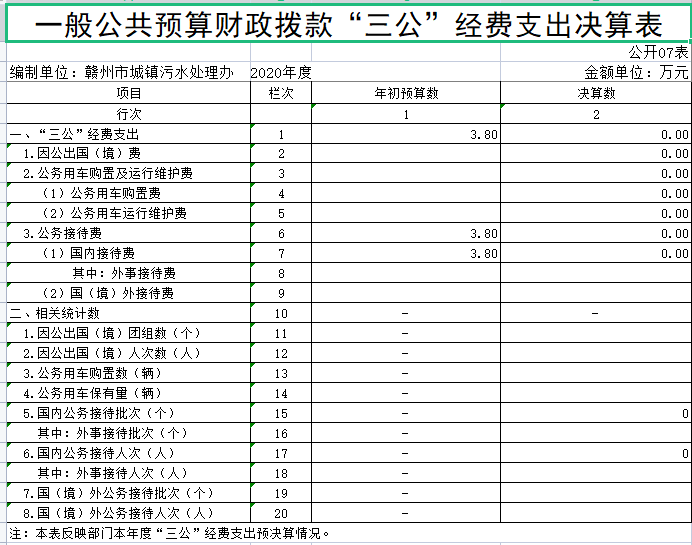 一般公共预算财政拨款“三公”经费支出决算表
公开07表
编制单位：赣州市城镇污水处理办 2020年度 金额单位：万元
项目 栏次 年初预算数 决算数
行次 1 2
一、“三公”经费支出 1 3.80 0.00
1.因公出国（境）费 2 0.00
2.公务用车购置及运行维护费 3 0.00
（1）公务用车购置费 4 0.00
（2）公务用车运行维护费 5 0.00
3.公务接待费 6 3.80 0.00
（1）国内接待费 7 3.80 0.00
其中：外事接待费 8
（2）国（境）外接待费 9
二、相关统计数 10 － －
1.因公出国（境）团组数（个） 11 －
2.因公出国（境）人次数（人） 12 －
3.公务用车购置数（辆） 13 －
4.公务用车保有量（辆） 14 －
5.国内公务接待批次（个） 15 － 0
其中：外事接待批次（个） 16 －
6.国内公务接待人次（人） 17 － 0
其中：外事接待人次（人） 18 －
7.国（境）外公务接待批次（个） 19 －
8.国（境）外公务接待人次（人） 20 －
注：本表反映部门本年度“三公”经费支出预决算情况。